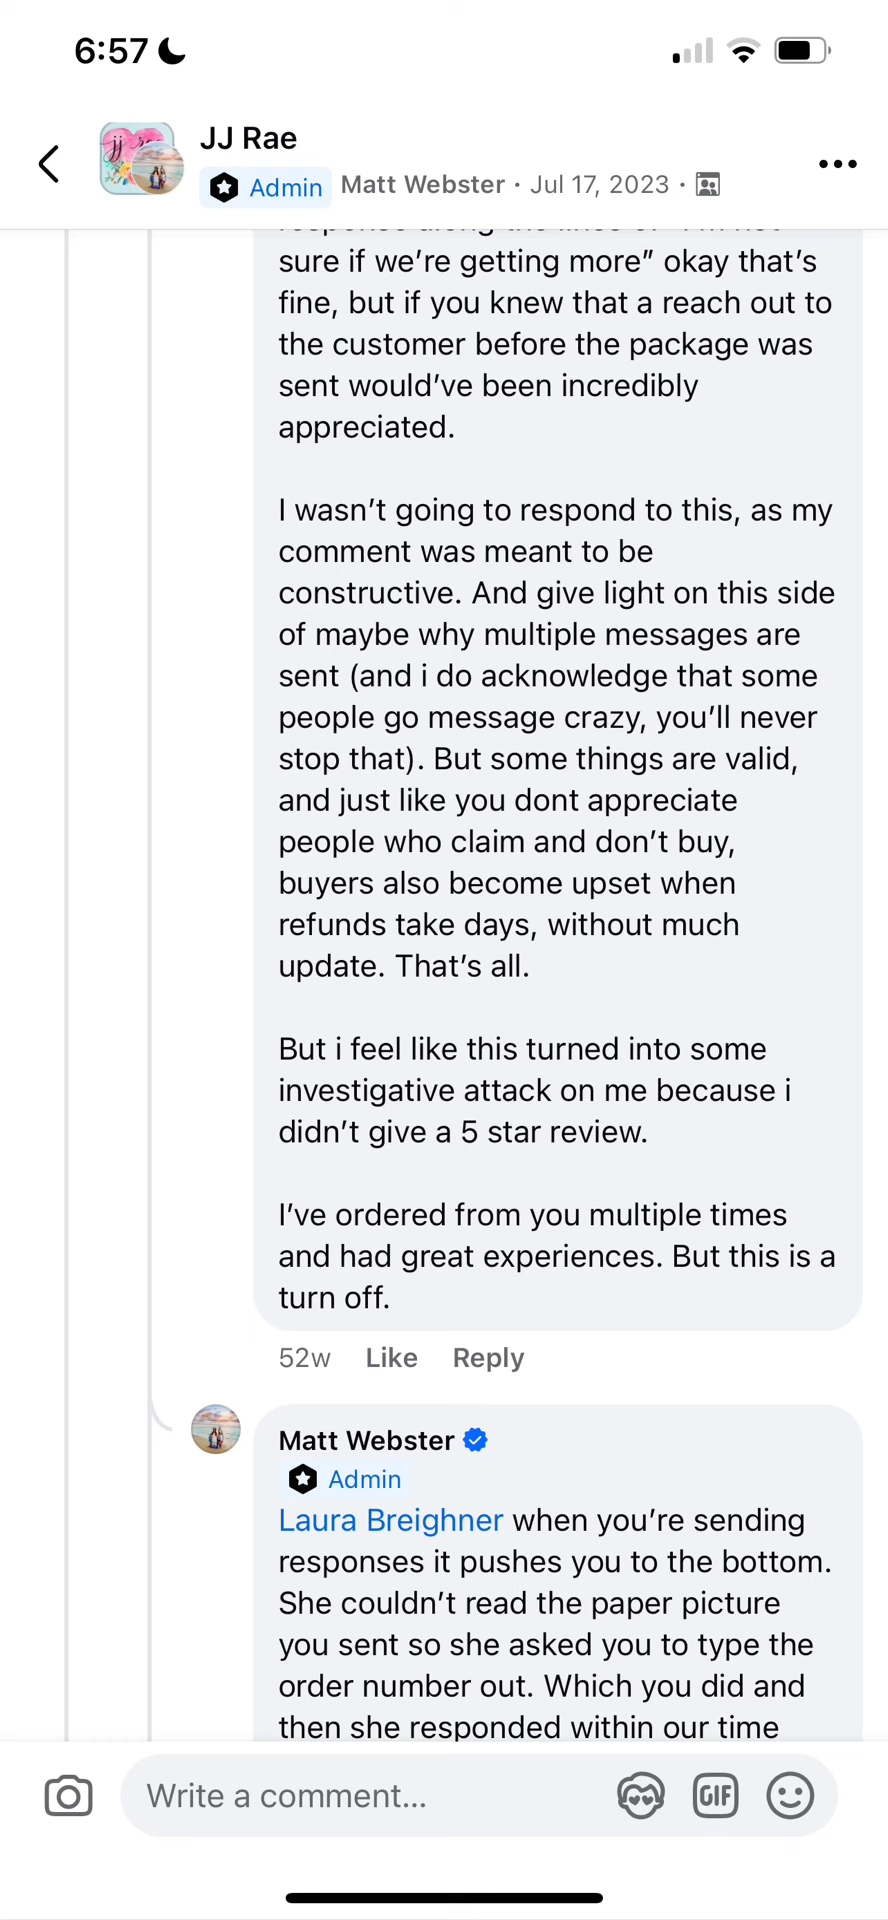 6:57
JJ Rae
Admin Matt Webster · Jul 17, 2023 ·
sure if we’re getting more” okay that’s
fine, but if you knew that a reach out to
the customer before the package was
sent would’ve been incredibly
appreciated.
I wasn’t going to respond to this, as my
comment was meant to be
constructive. And give light on this side
of maybe why multiple messages are
sent (and i do acknowledge that some
people go message crazy, you’ll never
stop that). But some things are valid,
and just like you dont appreciate
people who claim and don’t buy,
buyers also become upset when
refunds take days, without much
update. That’s all.
But i feel like this turned into some
investigative attack on me because i
didn’t give a 5 star review.
I’ve ordered from you multiple times
and had great experiences. But this is a
turn off.
52w Like Reply
Matt Webster
Admin
Laura Breighner when you’re sending
responses it pushes you to the bottom.
She couldn’t read the paper picture
you sent so she asked you to type the
order number out. Which you did and
then she responded within our time
Write a comment...
GIF